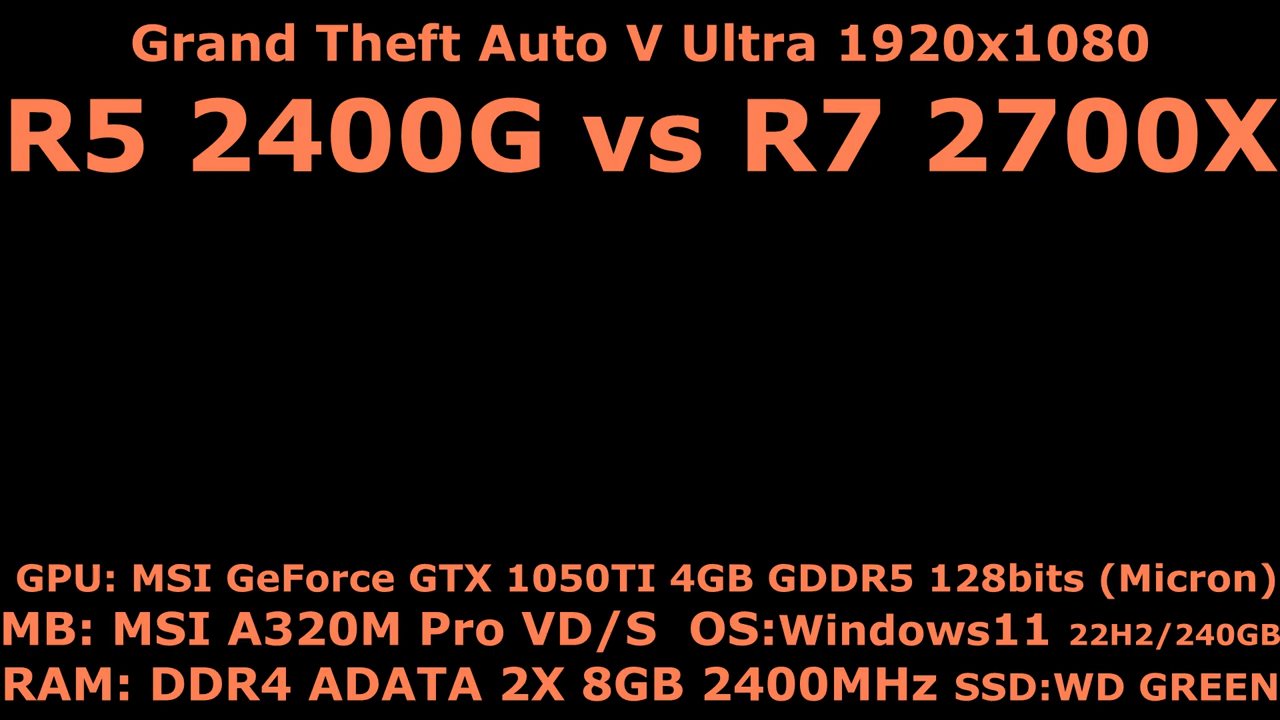 Grand Theft Auto V Ultra 1920x1080
R5 2400G vs R7 2700X
GPU: MSI GeForce GTX 1050TI 4GB GDDR5 128bits (Micron)
MB: MSI A320M Pro VD/S OS:Windows11 22H2/240GB
RAM: DDR4 ADATA 2X 8GB 2400MHz SSD:WD GREEN